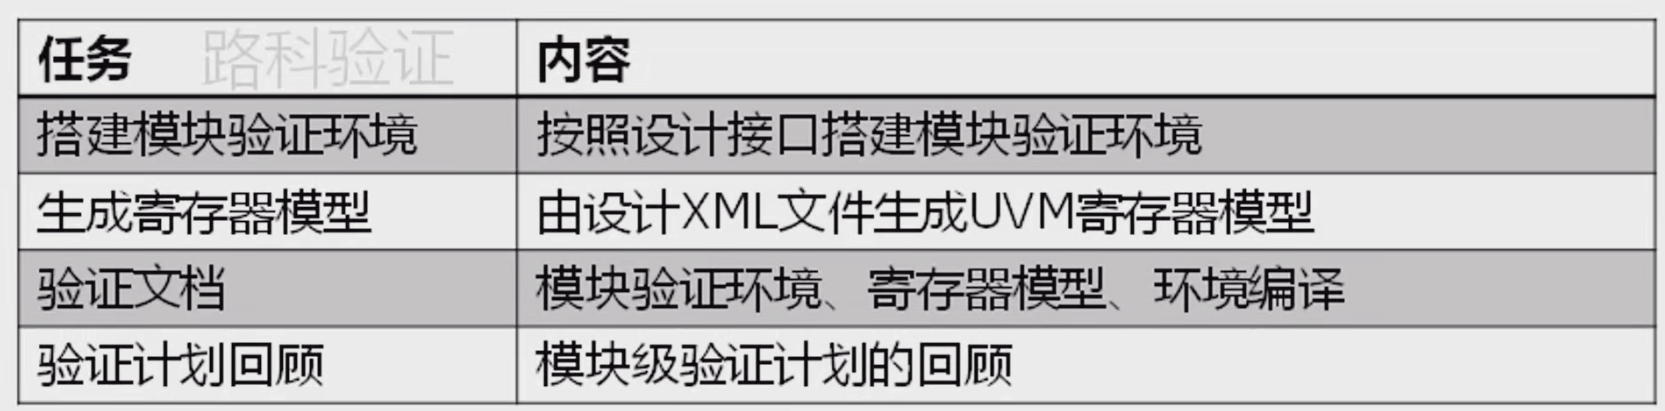 任务 路科验证 内容
搭建模块验证环境 按照设计接口搭建模块验证环境
生成寄存器模型 由设计XML文件生成UVM寄存器模型
验证文档 模块验证环境、寄存器模型、环境编译
验证计划回顾 模块级验证计划的回顾